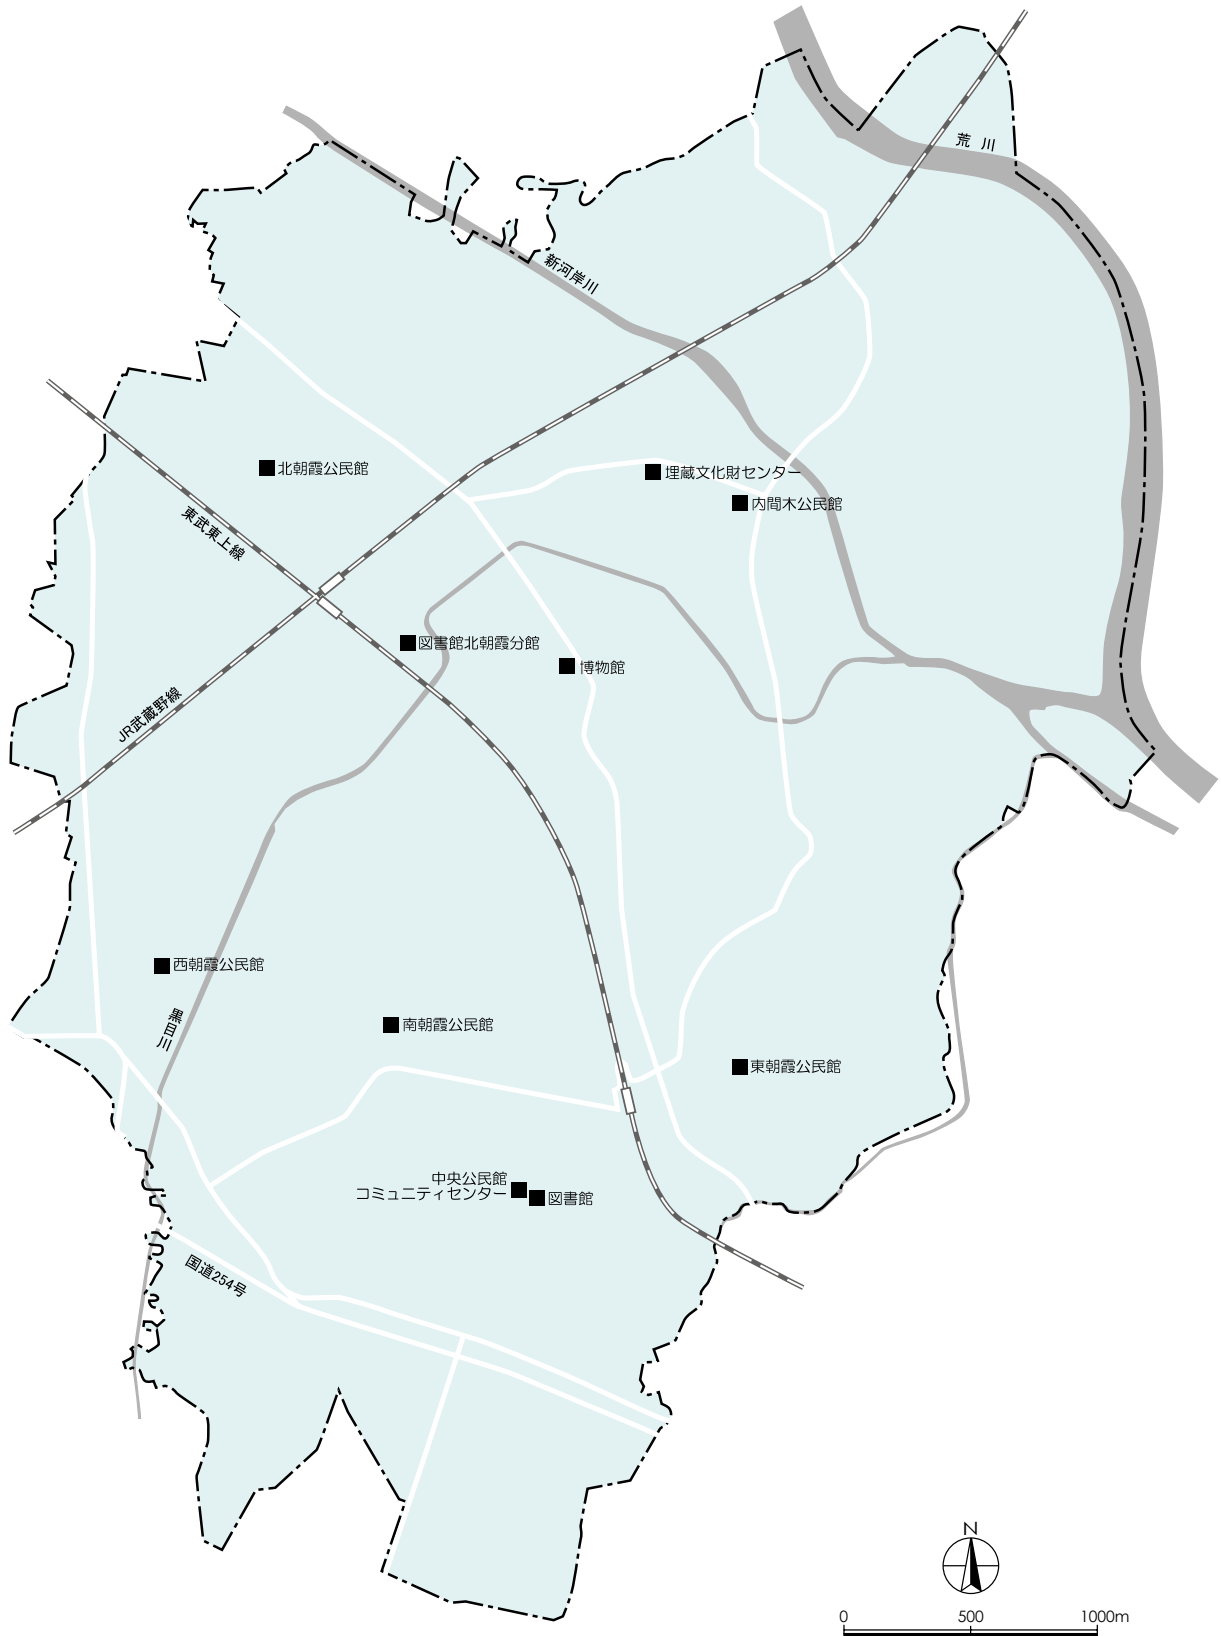 荒川
新河岸川
北朝霞公民館
埋蔵文化財センター
内間木公民館
東武東上線
図書館北朝霞分館
博物館
JR武蔵野線
西朝霞公民館
黒目川
南朝霞公民館
東朝霞公民館
中央公民館
コミュニティセンター
図書館
国道254号
N
0 500 1000m